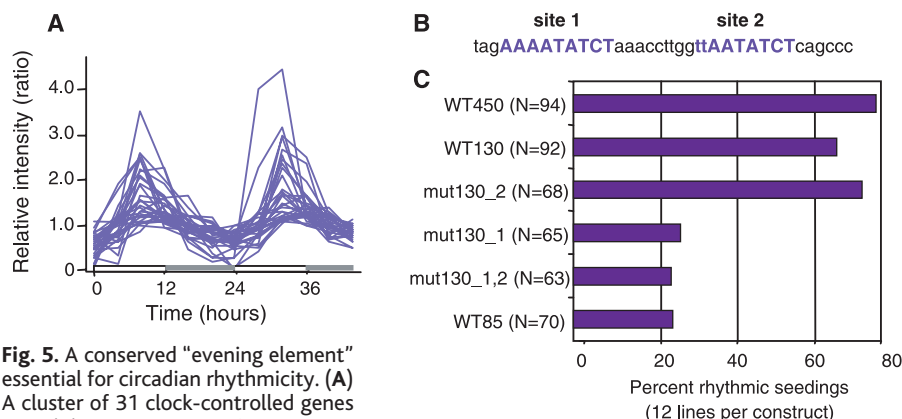 A
Relative intensity (ratio)
4.0
3.0
2.0
1.0
0
0 12 24 36
Time (hours)
Fig. 5. A conserved “evening element”
essential for circadian rhythmicity. (A)
A cluster of 31 clock-controlled genes
B
site 1 site 2
tagAAAATATCTaaaccttggttAATATCTcagccc
C
WT450 (N=94)
WT130 (N=92)
mut130_2 (N=68)
mut130_1 (N=65)
mut130_1,2 (N=63)
WT85 (N=70)
0 20 40 60 80
Percent rhythmic seedings
(12 lines per construct)